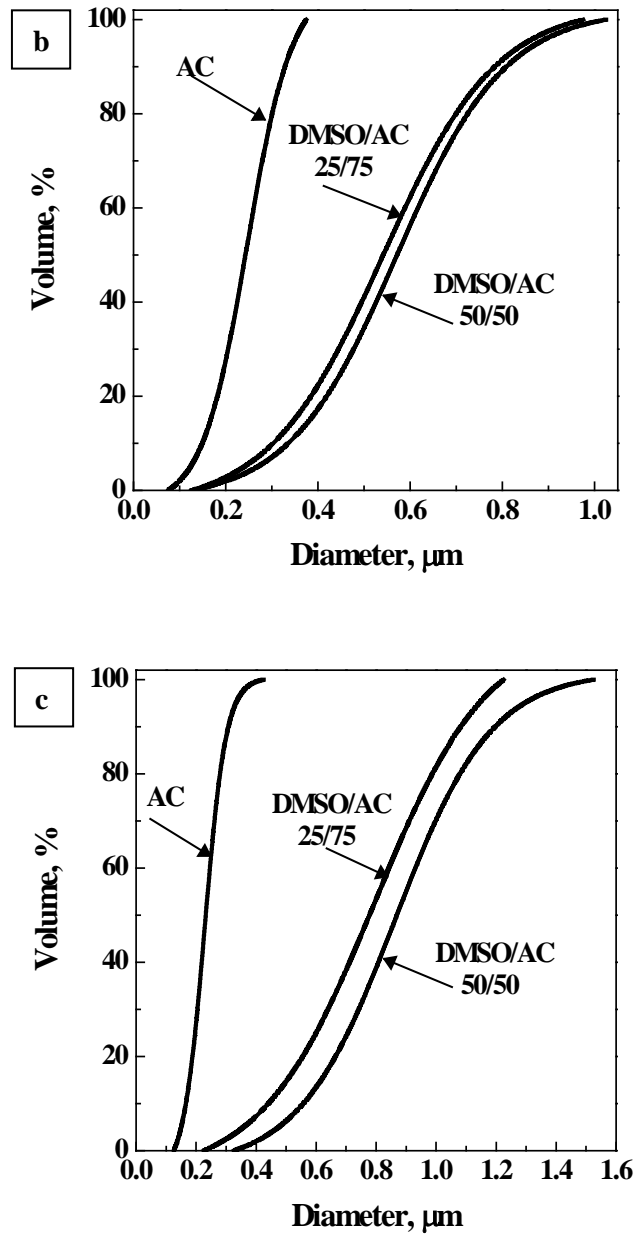 b
100
80
60
40
20
0
Volume, %
AC
DMSO/AC
25/75
DMSO/AC
50/50
0.0 0.2 0.4 0.6 0.8 1.0
Diameter, μm
c
100
80
60
40
20
0
Volume, %
AC
DMSO/AC
25/75
DMSO/AC
50/50
0.0 0.2 0.4 0.6 0.8 1.0 1.2 1.4 1.6
Diameter, μm